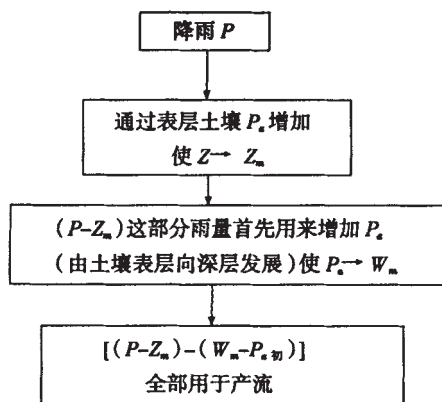 降雨 P
通过表层土壤 Pₐ 增加
使 Z→ Zₘ
(P-Zₘ)这部分雨量首先用来增加 Pₐ
(由土壤表层向深层发展)使 Pₐ→ Wₘ
[(P-Zₘ)-(Wₘ-Pₐ初)]
全部用于产流